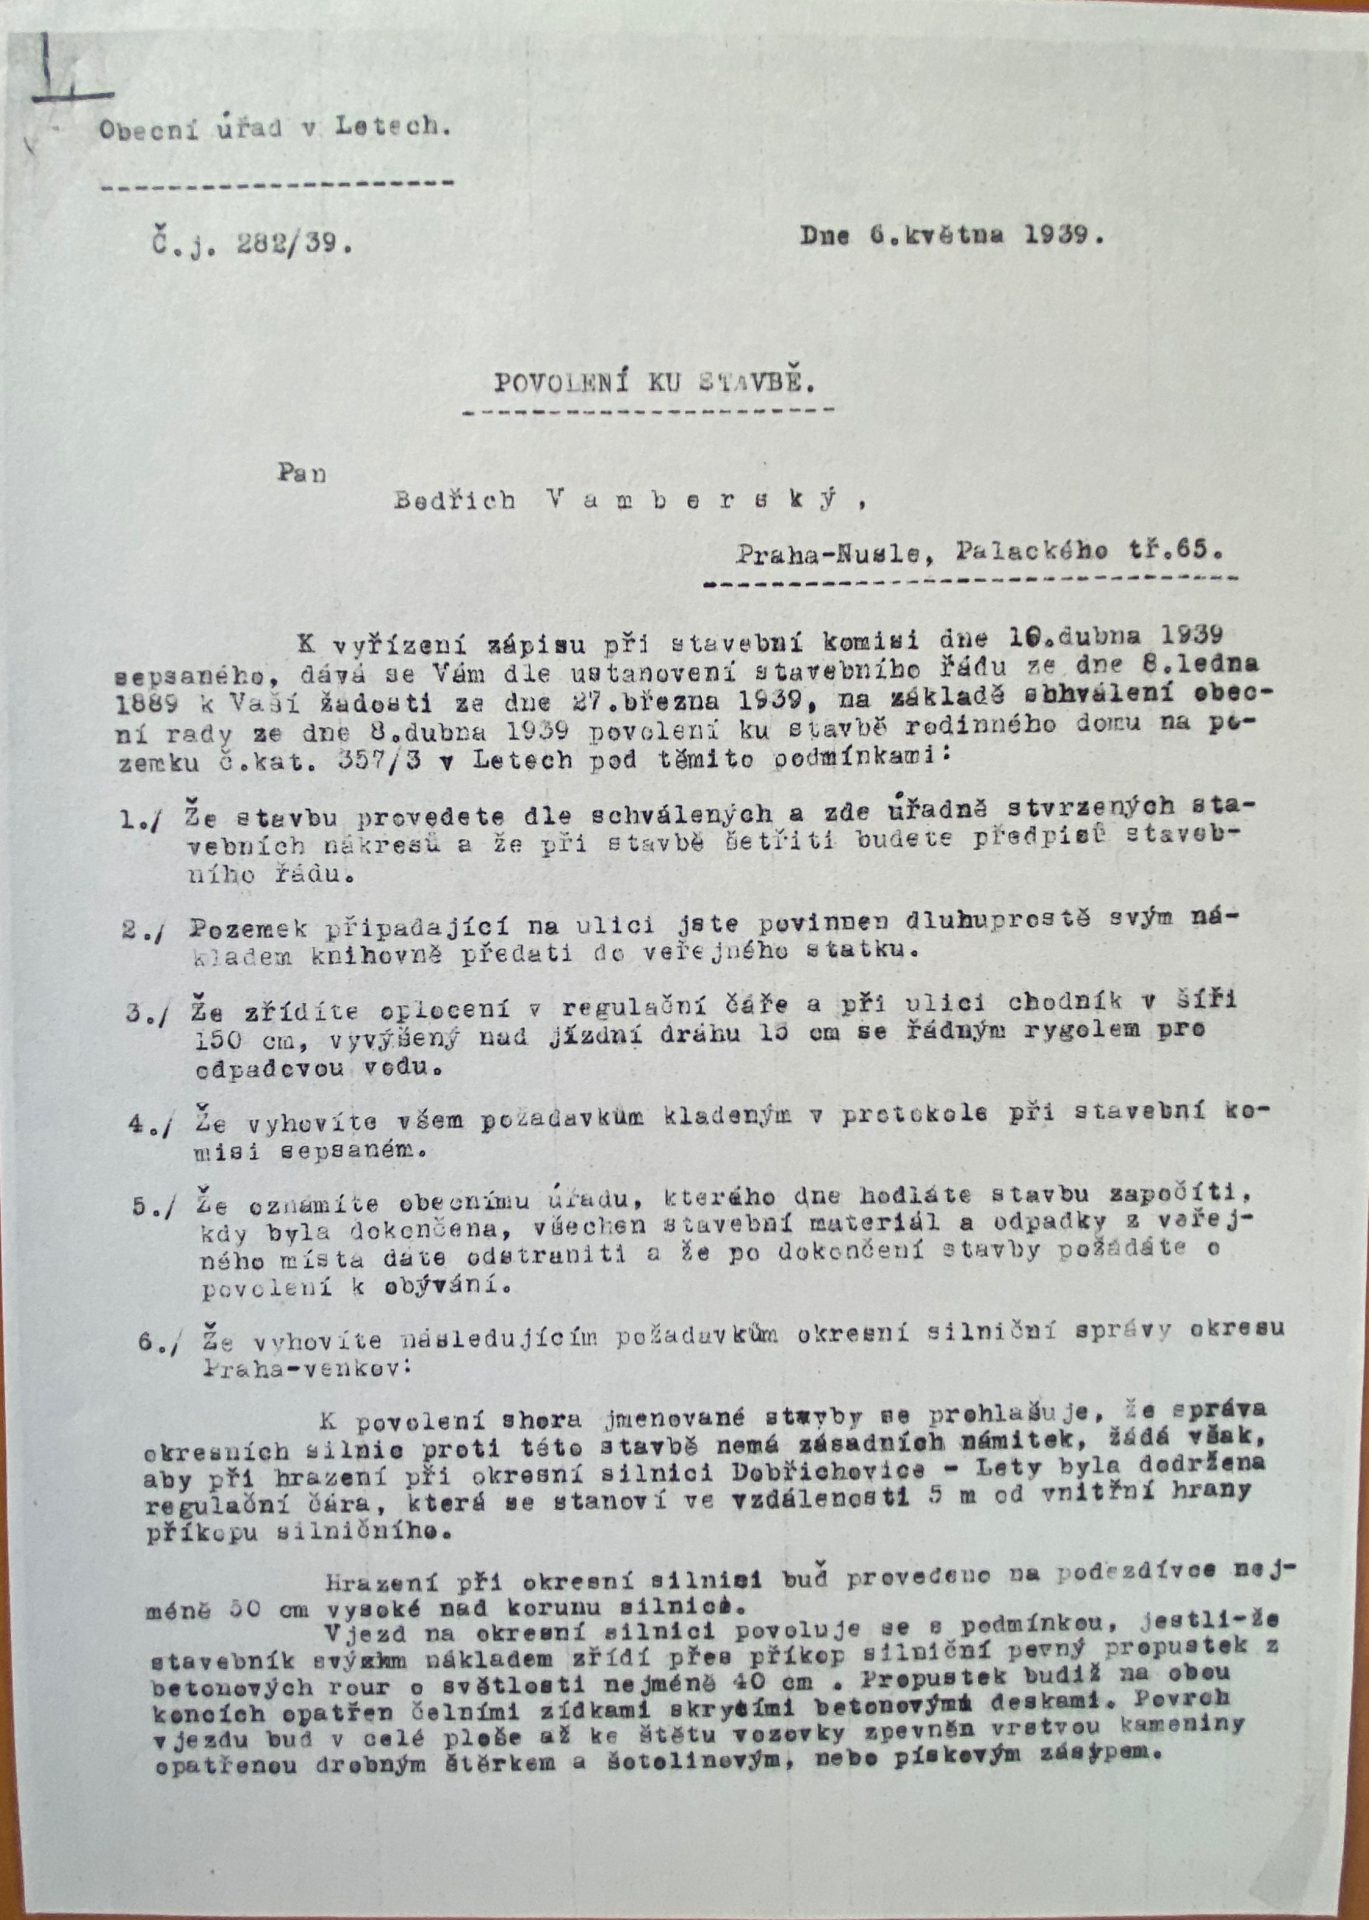 Obecní úřad v Letech.
Č.j. 282/39.
Dne 6.května 1939.
POVOLENÍ KU STAVBĚ.
Pan
Bedřich V a m b e r s k ý ,
Praha-Nusle, Palackého tř.65.
K vyřízení zápisu při stavební komisi dne 10.dubna 1939
sepsaného, dává se Vám dle ustanovení stavebního řádu ze dne 8.ledna
1889 k Vaší žádosti ze dne 27.března 1939, na základě shhválení obec-
ní rady ze dne 8.dubna 1939 povolení ku stavbě rodinného domu na po-
zemku č.kat. 357/3 v Letech pod těmito podmínkami:
1./ Že stavbu provedete dle schválených a zde úřadně stvrzených sta-
vebních nákresů a že při stavbě šetřiti budete předpisů staveb-
ního řádu.
2./ Pozemek připadající na ulici jste povinnen dluhuprostě svým ná-
kladem knihovně předati do veřejného statku.
3./ Že zřídíte oplocení v regulační čáře a při ulici chodník v šíři
150 cm, vyvýšený nad jízdní dráhu 15 cm se řádným rygolem pro
odpadovou vodu.
4./ Že vyhovíte všem požadavkům kladeným v protokole při stavební ko-
misi sepsaném.
5./ Že oznámíte obecnímu úřadu, kterého dne hodláte stavbu započíti,
kdy byla dokončena, všechen stavební materiál a odpadky z veřej-
ného místa dáte odstraniti a že po dokončení stavby požádáte o
povolení k obývání.
6./ Že vyhovíte následujícím požadavkům okresní silniční správy okresu
Praha-venkov:
K povolení shora jmenované stavby se prohlašuje, že správa
okresních silnic proti této stavbě nemá zásadních námitek, žádá však,
aby při hrazení při okresní silnici Dobřichovice - Lety byla dodržena
regulační čára, která se stanoví ve vzdálenosti 5 m od vnitřní hrany
příkopu silničního.
Hrazení při okresní silnici buď provedeno na podezdívce nej-
méně 50 cm vysoké nad korunu silnice.
Vjezd na okresní silnici povoluje se s podmínkou, jestli-že
stavebník svým nákladem zřídí přes příkop silniční pevný propustek z
betonových rour o světlosti nejméně 40 cm . Propustek budiž na obou
koncích opatřen čelními zídkami skrytími betonovými deskami. Povrch
vjezdu bud v celé ploše až ke štětu vozovky zpevněn vrstvou kameniny
opatřenou drobným štěrkem a šotolinovým, nebo pískovým zásypem.